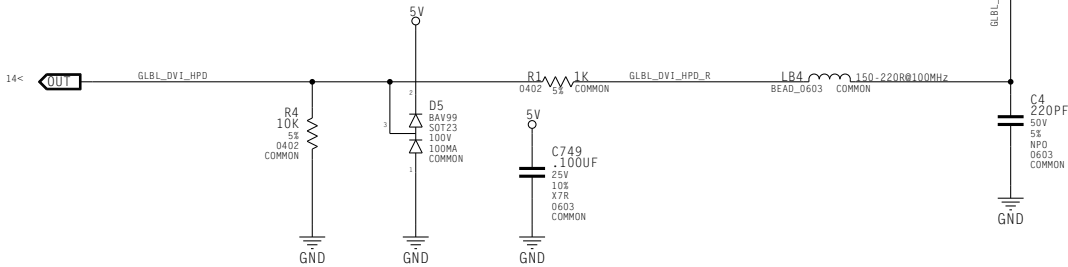 5V
GLBL_
14<
OUT
GLBL_DVI_HPD
R1
1K
0402
5%
COMMON
GLBL_DVI_HPD_R
LB4
150-220R@100MHz
BEAD_0603
COMMON
R4
10K
5%
0402
COMMON
2
3
1
D5
BAV99
SOT23
100V
100MA
COMMON
5V
C749
.100UF
25V
10%
X7R
0603
COMMON
C4
220PF
50V
5%
NPO
0603
COMMON
GND
GND
GND
GND